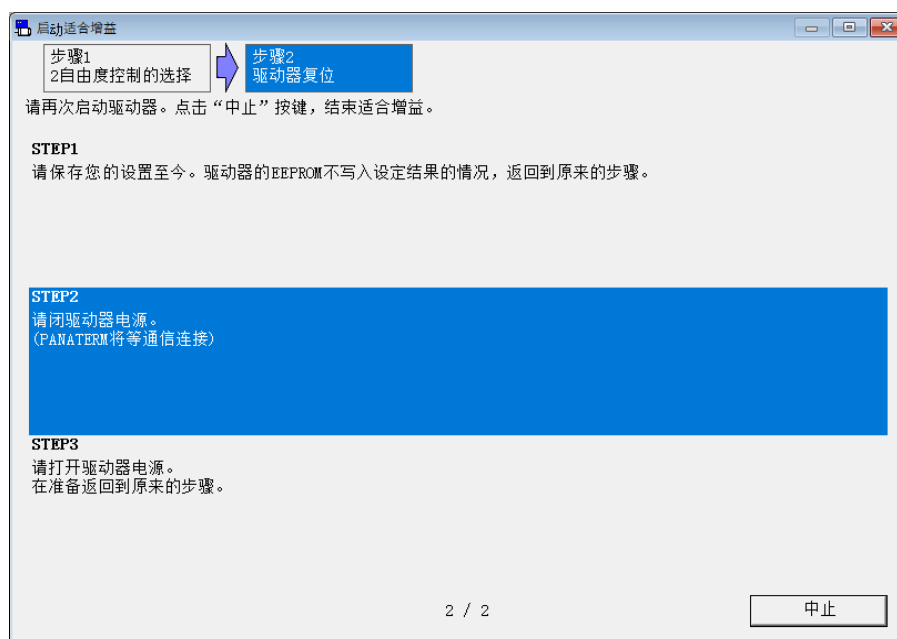 启动适合增益
步骤1
2自由度控制的选择
步骤2
驱动器复位
请再次启动驱动器。点击“中止”按键，结束适合增益。
STEP1
请保存您的设置至今。驱动器的EEPROM不写入设定结果的情况，返回到原来的步骤。
STEP2
请闭驱动器电源。
(PANATERM将等通信连接)
STEP3
请打开驱动器电源。
在准备返回到原来的步骤。
2 / 2
中止